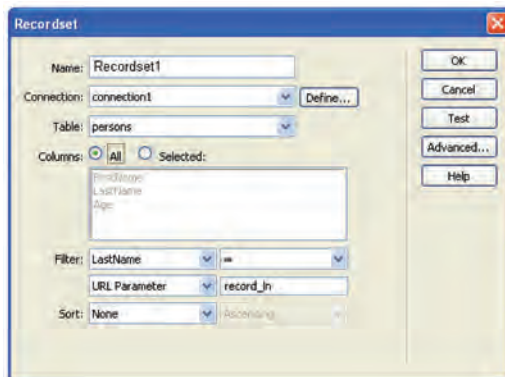 Recordset
Name: Recordset1
Connection: connection1 Define...
Table: persons
Columns: All Selected:
FirstName
LastName
Age
Filter: LastName =
URL Parameter record_ln
Sort: None Ascending
OK
Cancel
Test
Advanced...
Help